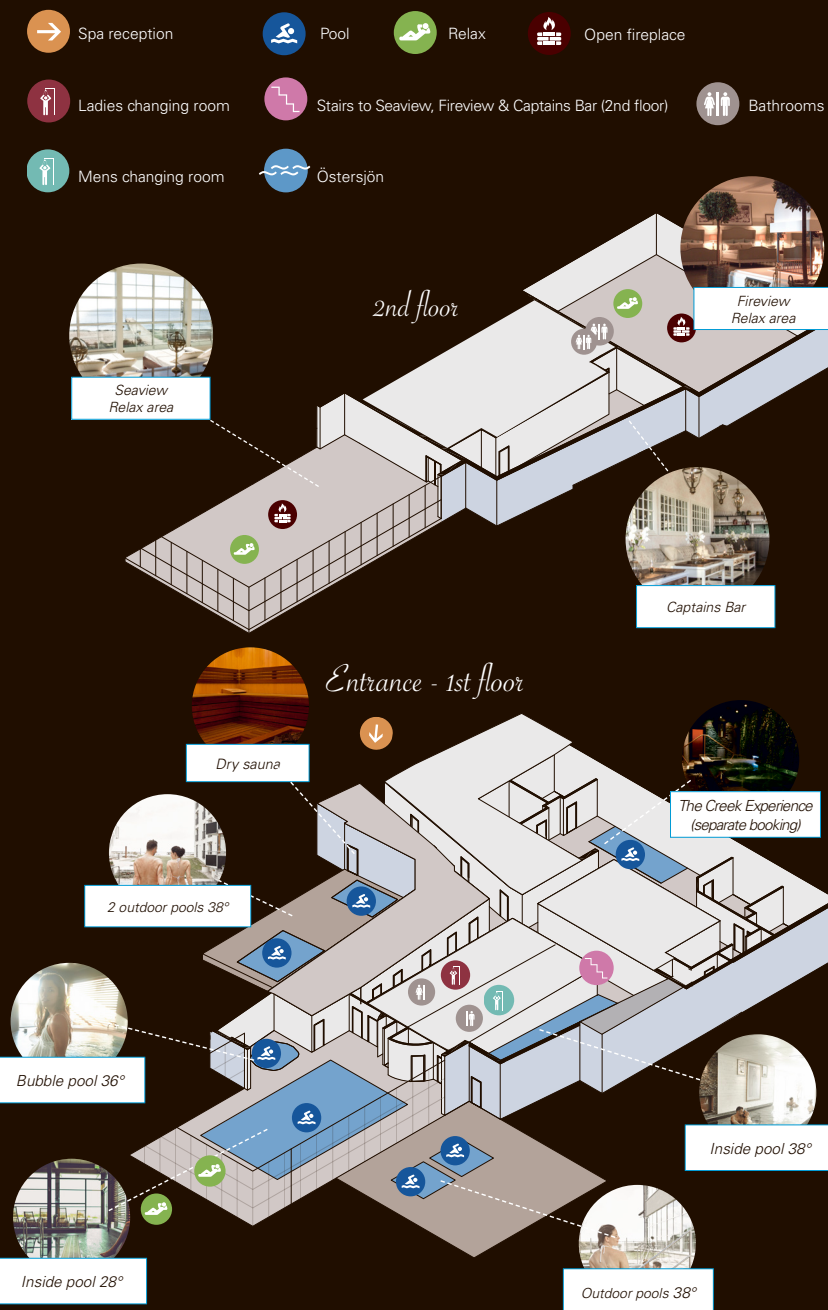 Spa reception
Pool
Relax
Open fireplace
Ladies changing room
Stairs to Seaview, Fireview & Captains Bar (2nd floor)
Bathrooms
Mens changing room
Östersjön
2nd floor
Fireview
Relax area
Seaview
Relax area
Captains Bar
Entrance - 1st floor
Dry sauna
The Creek Experience
(separate booking)
2 outdoor pools 38°
Bubble pool 36°
Inside pool 38°
Inside pool 28°
Outdoor pools 38°